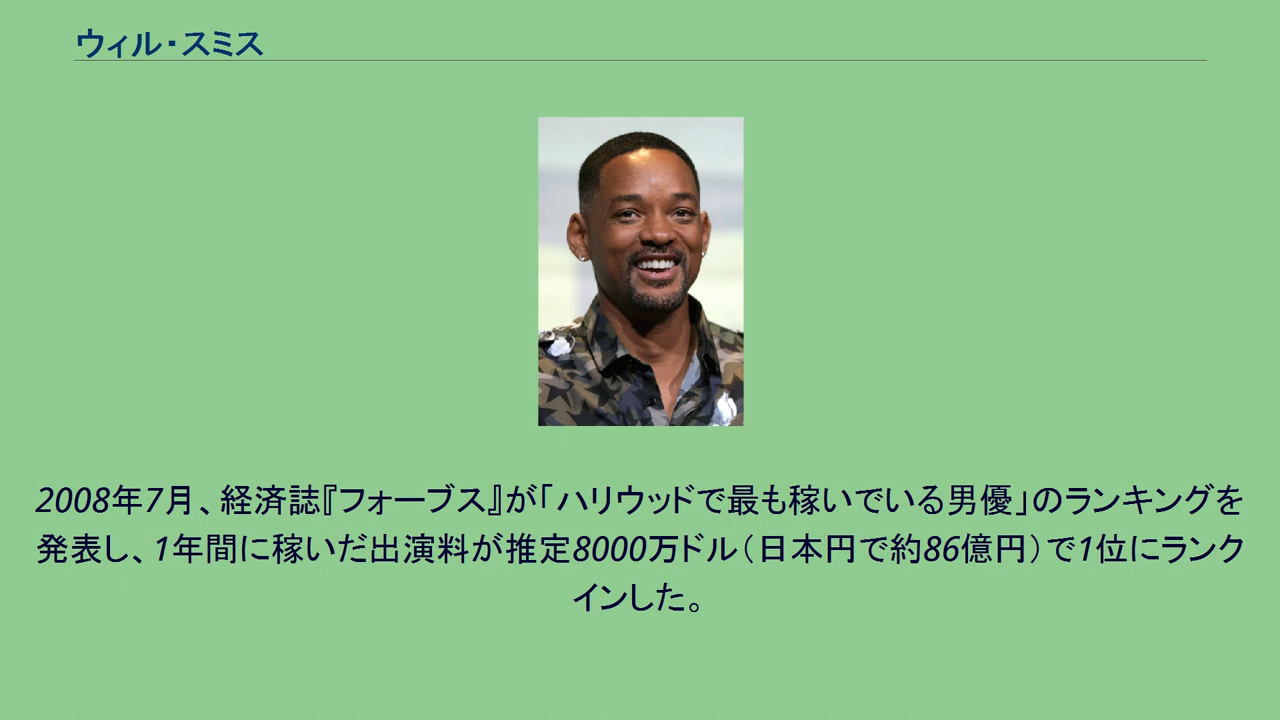 ウィル・スミス
2008年7月、経済誌『フォーブス』が「ハリウッドで最も稼いでいる男優」のランキングを
発表し、1年間に稼いだ出演料が推定8000万ドル（日本円で約86億円）で1位にランク
インした。